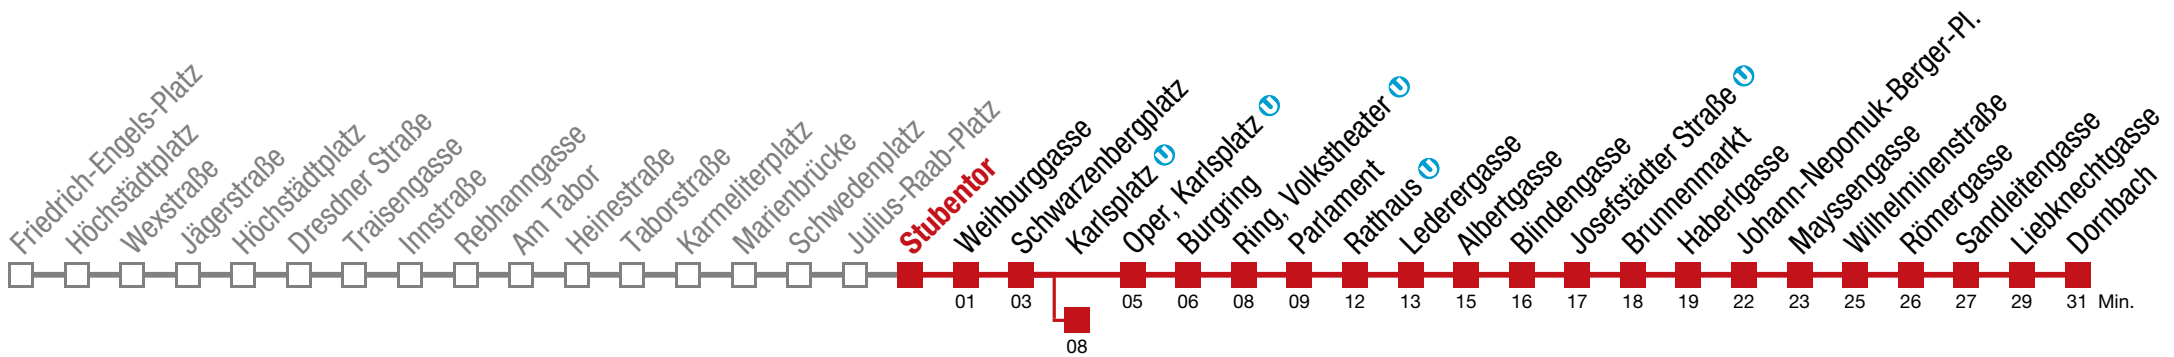 Friedrich-Engels-Platz
Höchstädtplatz
Wexstraße
Jägerstraße
Höchstädtplatz
Dresdner Straße
Traisengasse
Innstraße
Rebhanngasse
Am Tabor
Heinestraße
Taborstraße
Karmeliterplatz
Marienbrücke
Schwedenplatz
Julius-Raab-Platz
Stubentor
Weihburggasse
Schwarzenbergplatz
Karlsplatz U
Oper, Karlsplatz U
Burgring
Ring, Volkstheater U
Parlament
Rathaus U
Lederergasse
Albertgasse
Blindengasse
Josefstädter Straße U
Brunnenmarkt
Haberlgasse
Johann-Nepomuk-Berger-Pl.
Mayssengasse
Wilhelminenstraße
Römergasse
Sandleitengasse
Liebknechtgasse
Dornbach
01 03 05 06 08 09 12 13 15 16 17 18 19 22 23 25 26 27 29 31 Min.
08